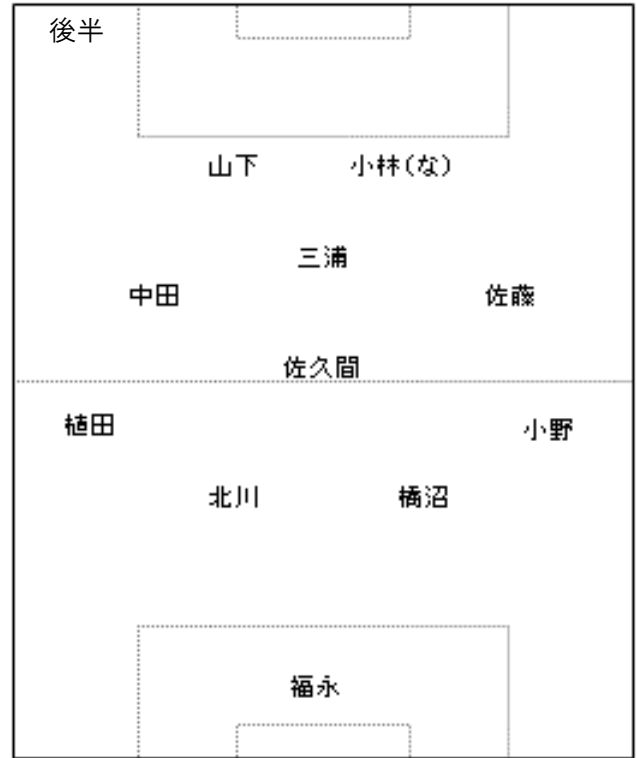 後半
山下 小林(な)
三浦
中田 佐藤
佐久間
植田 小野
北川 橋沼
福永